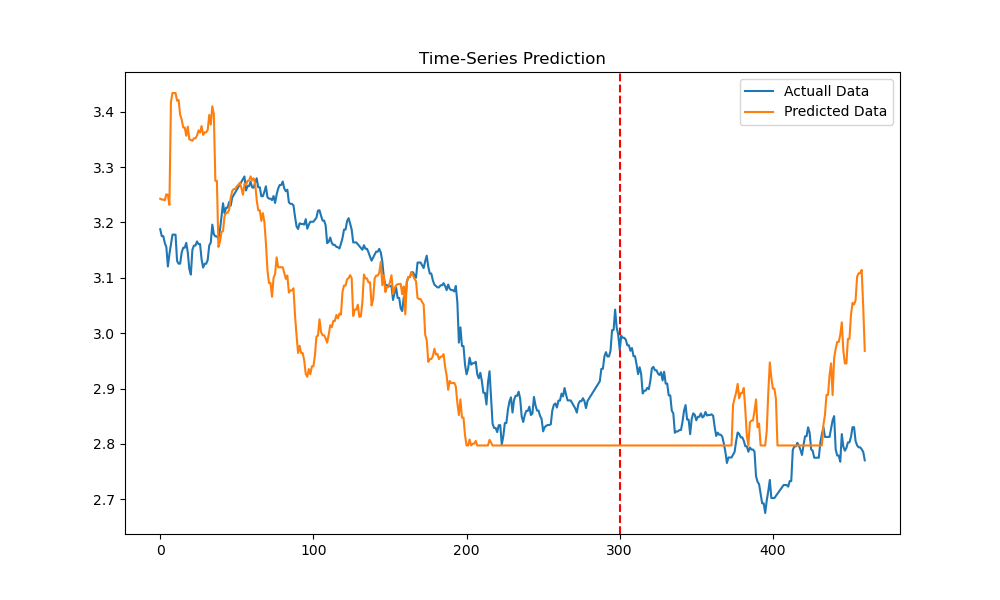 Time-Series Prediction
Actuall Data
Predicted Data
3.4
3.3
3.2
3.1
3.0
2.9
2.8
2.7
0 100 200 300 400